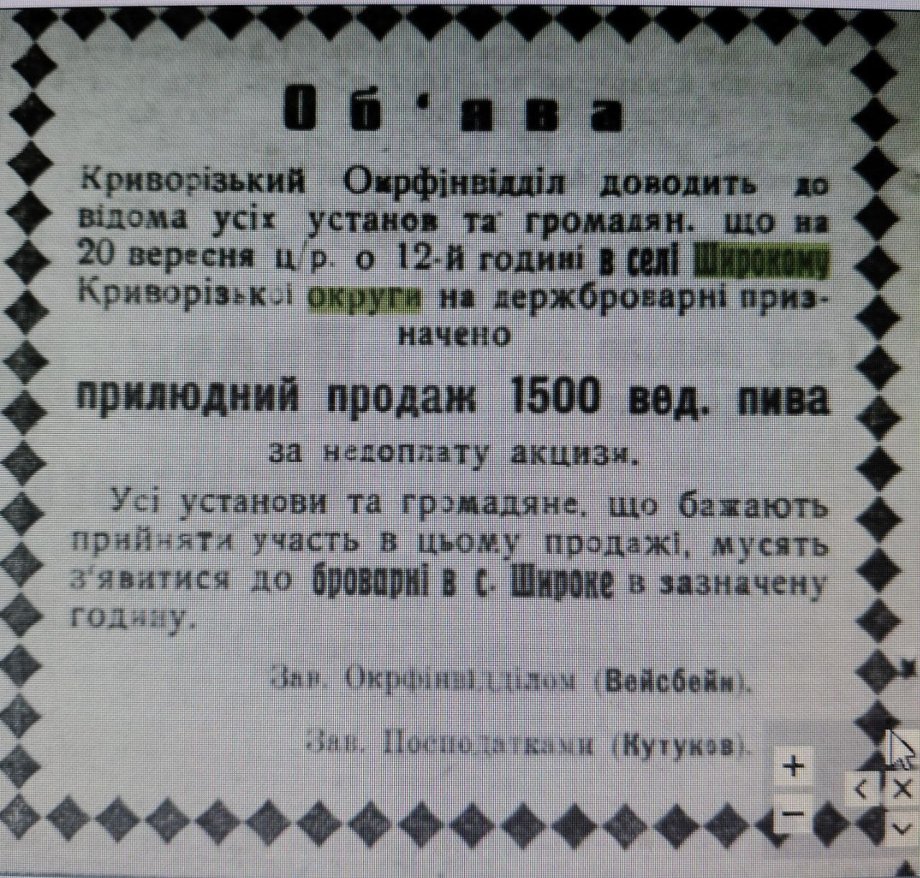 Об'ява
Криворізький Окрфінвідділ доводить до
відома усіх установ та громадян. що на
20 вересня ц/р. о 12-й годині в селі Широкому
Криворізької округи на держброварні приз-
начено
прилюдний продаж 1500 вед. пива
за недоплату акцизи.
Усі установи та громадяне, що бажають
прийняти участь в цьому продажі, мусять
з'явитися до броварні в с. Широке в зазначену
годину.
Зав. Окрфінвідділом (Вейсбейн).
Зав. Посподатками (Кутуков).